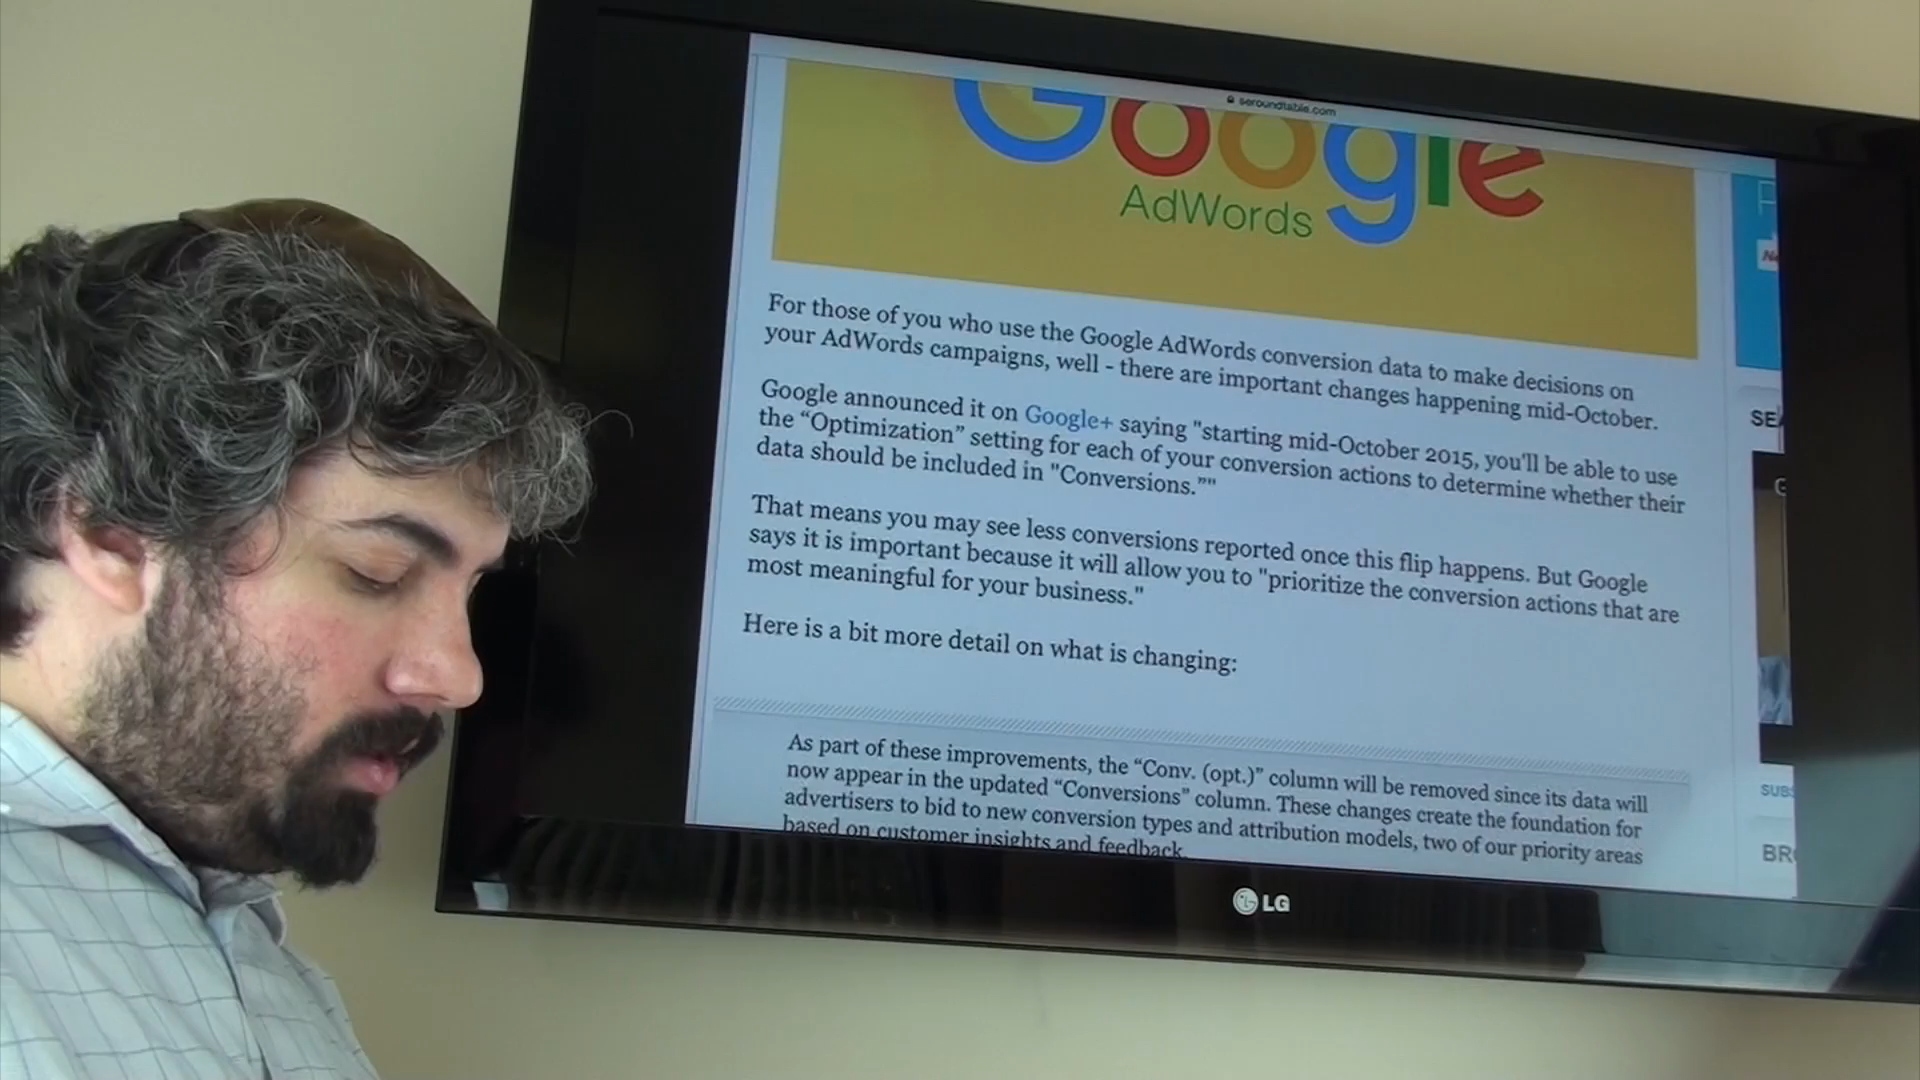 seroundtable.com
Google
AdWords
For those of you who use the Google AdWords conversion data to make decisions on
your AdWords campaigns, well - there are important changes happening mid-October.
Google announced it on Google+ saying "starting mid-October 2015, you'll be able to use
the “Optimization” setting for each of your conversion actions to determine whether their
data should be included in "Conversions.”"
That means you may see less conversions reported once this flip happens. But Google
says it is important because it will allow you to "prioritize the conversion actions that are
most meaningful for your business."
Here is a bit more detail on what is changing:
As part of these improvements, the “Conv. (opt.)” column will be removed since its data will
now appear in the updated “Conversions” column. These changes create the foundation for
advertisers to bid to new conversion types and attribution models, two of our priority areas
based on customer insights and feedback.
LG